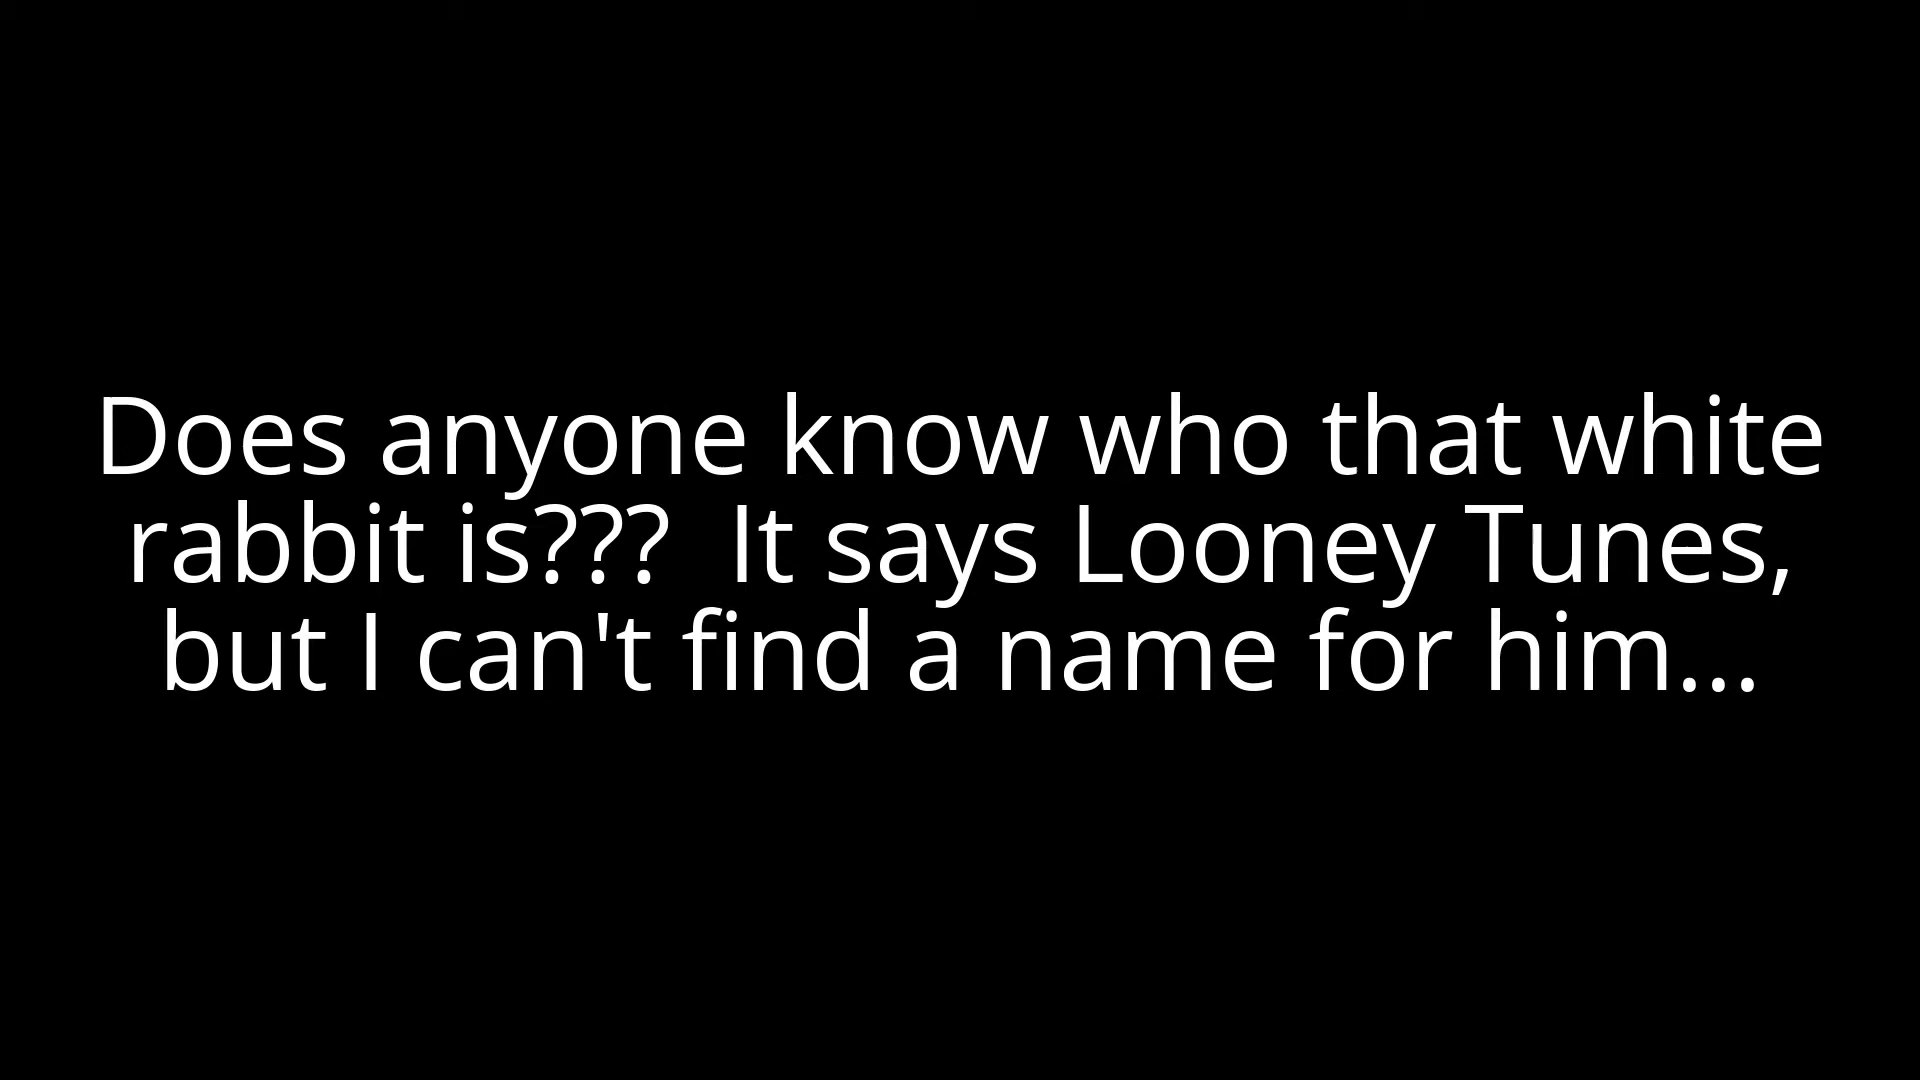 Does anyone know who that white
rabbit is???  It says Looney Tunes,
but I can't find a name for him...